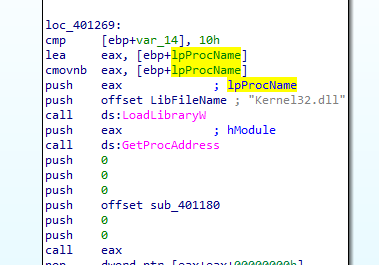 loc_401269:
cmp [ebp+var_14], 10h
lea eax, [ebp+lpProcName]
cmovnb eax, [ebp+lpProcName]
push eax ; lpProcName
push offset LibFileName ; "Kernel32.dll"
call ds:LoadLibraryW
push eax ; hModule
call ds:GetProcAddress
push 0
push 0
push 0
push offset sub_401180
push 0
push 0
call eax